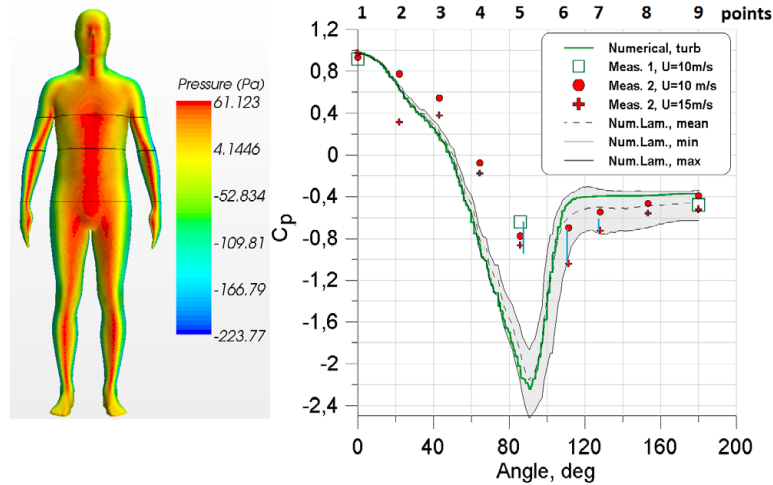 1 2 3 4 5 6 7 8 9 points
Pressure (Pa)
61.123
4.1446
-52.834
-109.81
-166.79
-223.77
Cp
1,2
0,8
0,4
0
-0,4
-0,8
-1,2
-1,6
-2
-2,4
Numerical, turb
Meas. 1, U=10m/s
Meas. 2, U=10 m/s
Meas. 2, U=15m/s
Num.Lam., mean
Num.Lam., min
Num.Lam., max
0 40 80 120 160 200
Angle, deg